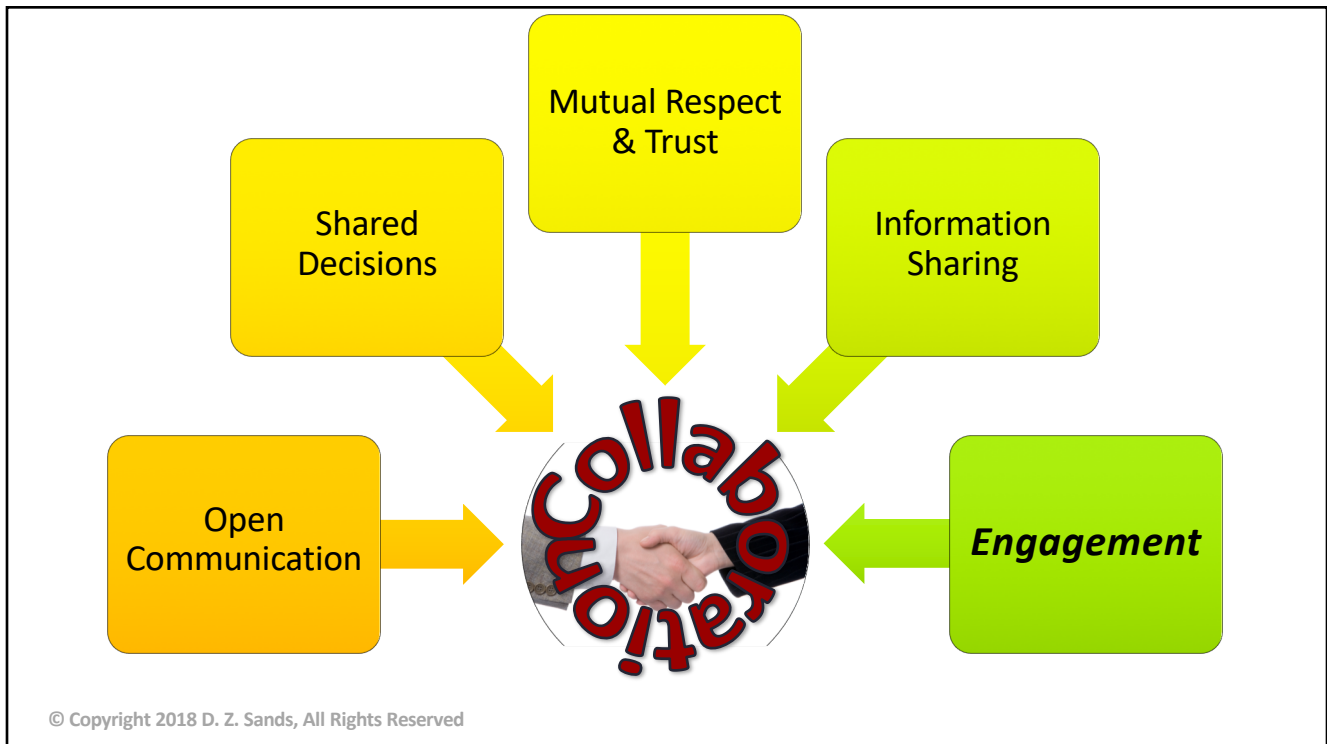 Mutual Respect
& Trust
Shared
Decisions
Information
Sharing
Open
Communication
Collaboration
Engagement
© Copyright 2018 D. Z. Sands, All Rights Reserved